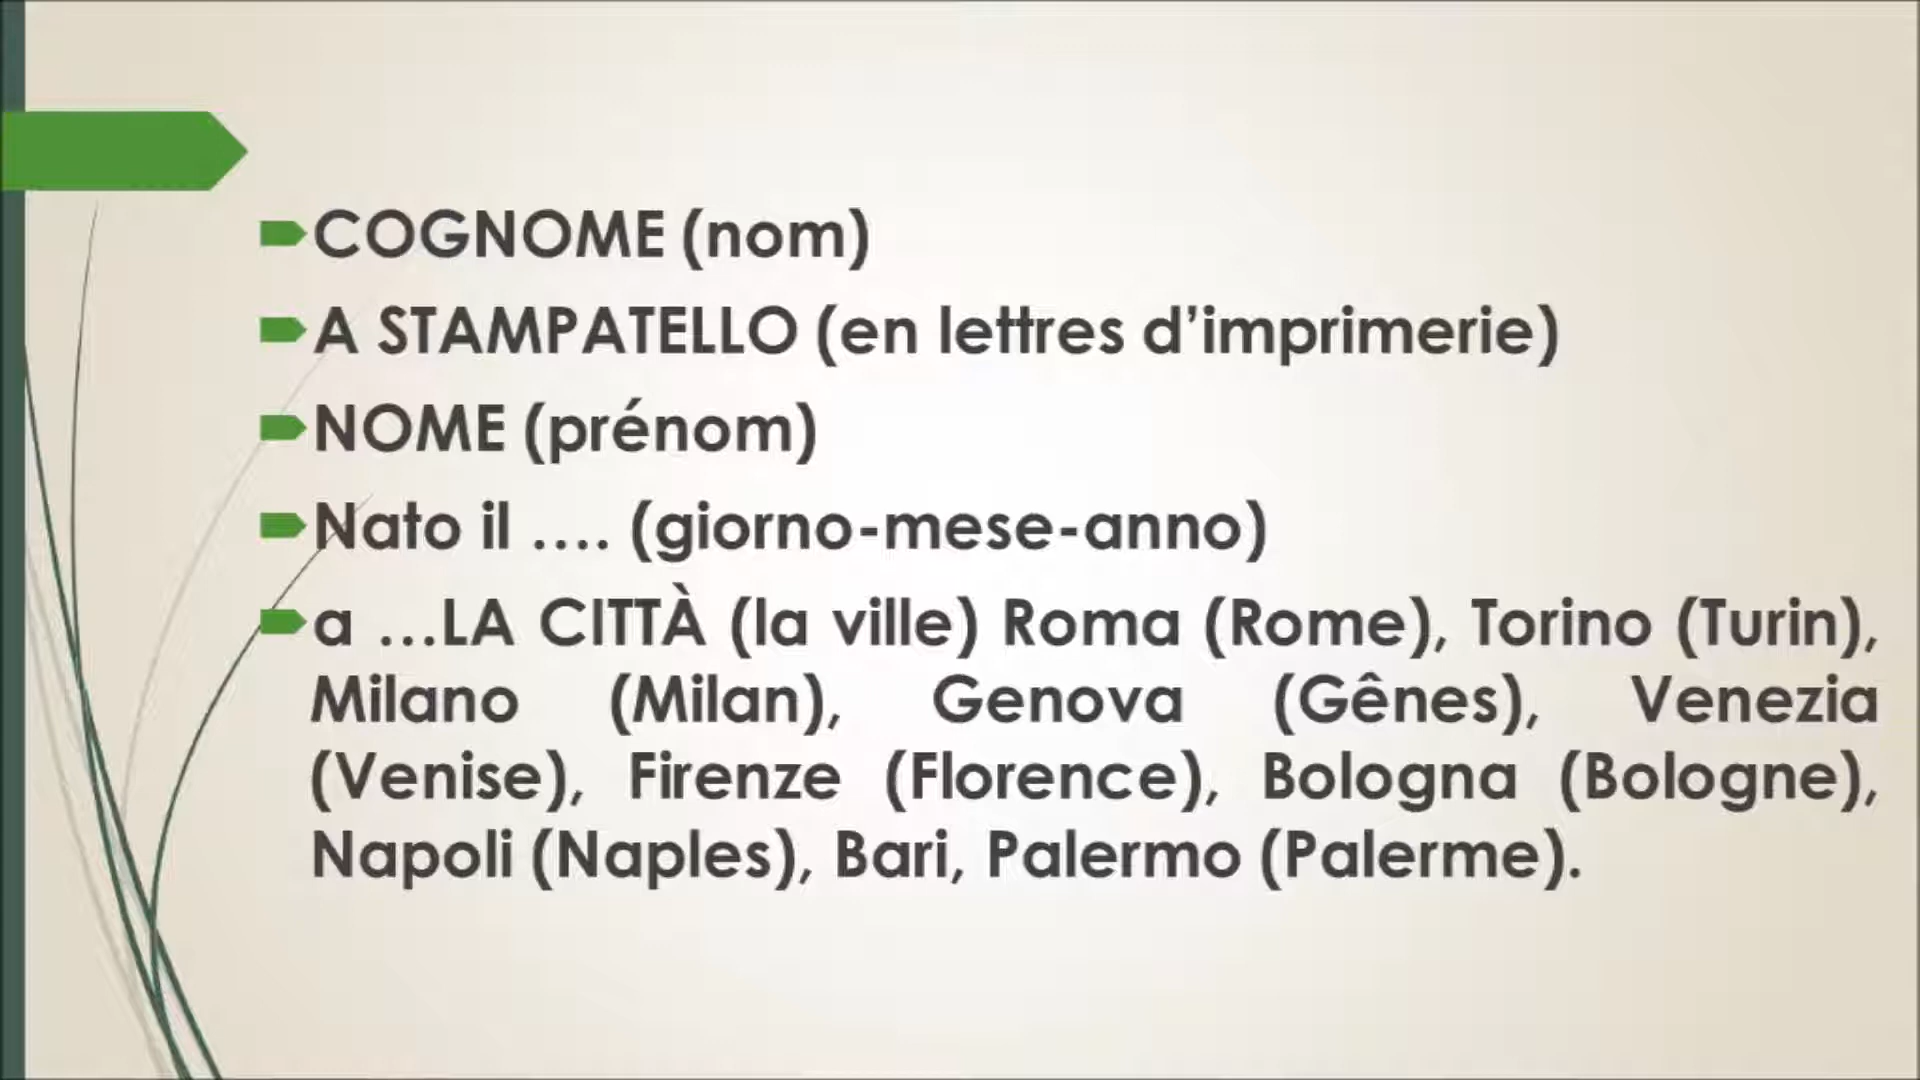 COGNOME (nom)
A STAMPATELLO (en lettres d’imprimerie)
NOME (prénom)
Nato il .... (giorno-mese-anno)
a ...LA CITTÀ (la ville) Roma (Rome), Torino (Turin),
Milano (Milan), Genova (Gênes), Venezia
(Venise), Firenze (Florence), Bologna (Bologne),
Napoli (Naples), Bari, Palermo (Palerme).